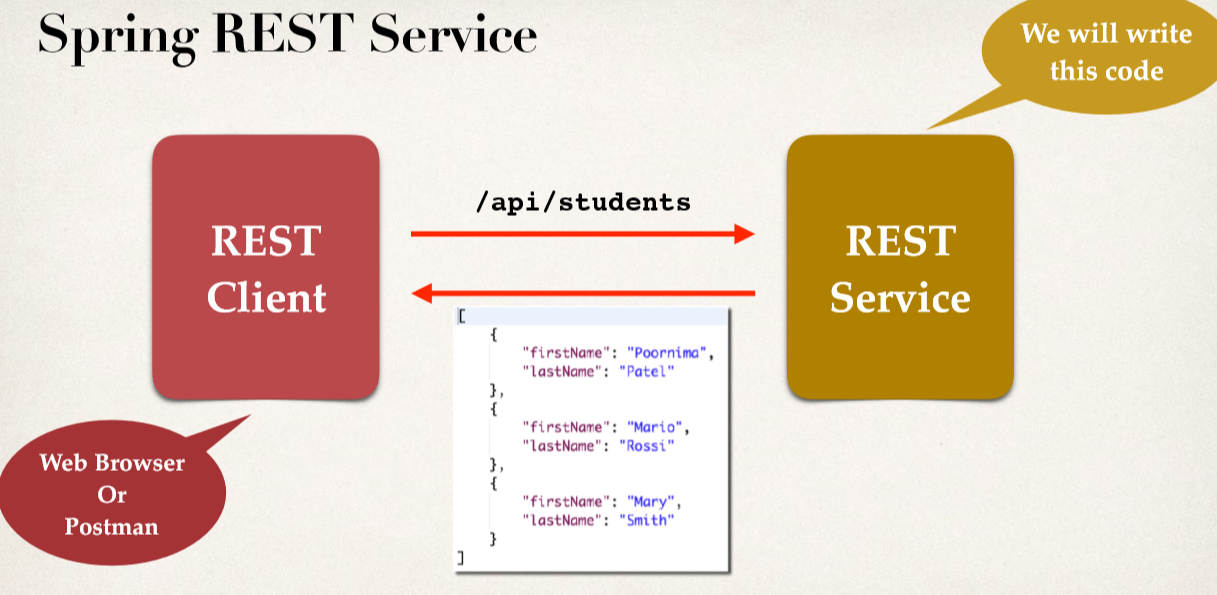 Spring REST Service
We will write
this code
REST
Client
/api/students
REST
Service
[
{
"firstName": "Poornima",
"lastName": "Patel"
},
{
"firstName": "Mario",
"lastName": "Rossi"
},
{
"firstName": "Mary",
"lastName": "Smith"
}
]
Web Browser
Or
Postman